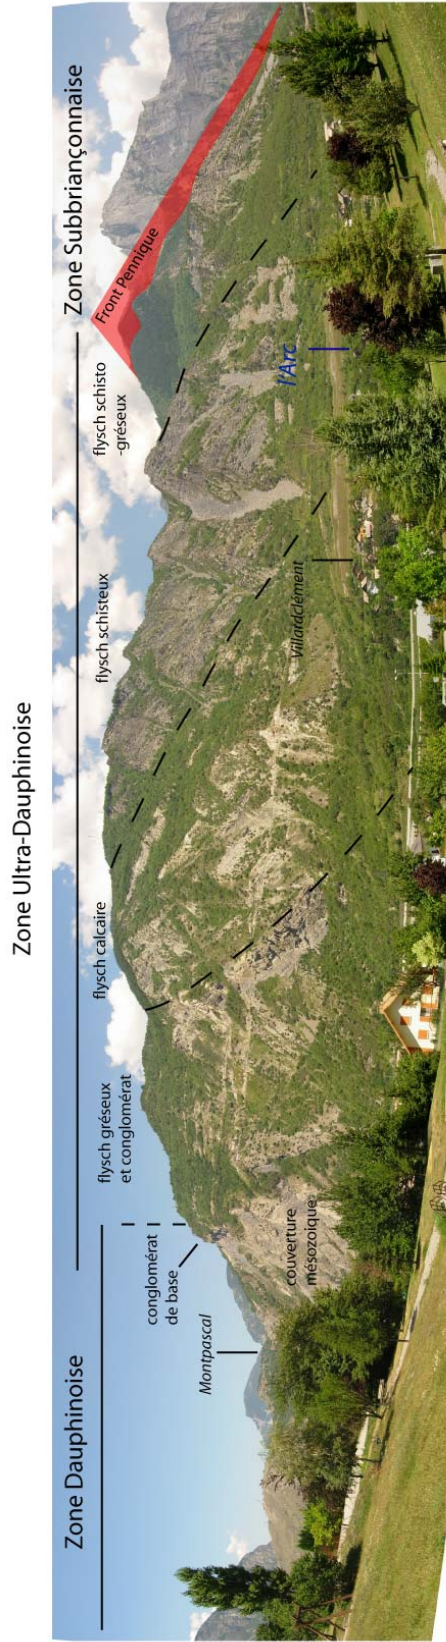 Zone Ultra-Dauphinoise
Zone Dauphinoise
Zone Subbriançonnaise
Front Pennique
flysch gréseux
et conglomérat
flysch calcaire
flysch schisteux
flysch schisto
-gréseux
conglomérat
de base
Montpascal
couverture
mésozoique
Villardclément
l'Arc